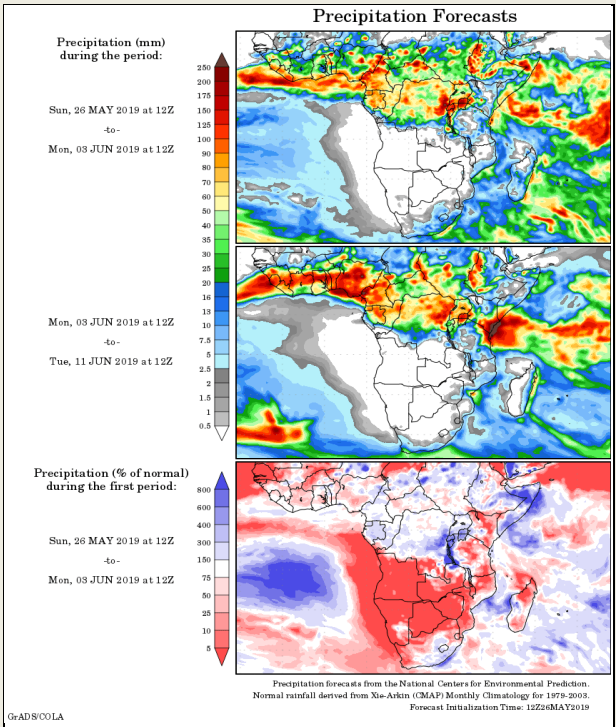 Precipitation Forecasts
Precipitation (mm)
during the period:
Sun, 26 MAY 2019 at 12Z
-to-
Mon, 03 JUN 2019 at 12Z
250
200
175
150
125
100
90
80
70
60
50
40
35
30
25
20
16
13
10
7.5
5
2.5
2
1.5
1
0.5
Mon, 03 JUN 2019 at 12Z
-to-
Tue, 11 JUN 2019 at 12Z
Precipitation (% of normal)
during the first period:
Sun, 26 MAY 2019 at 12Z
-to-
Mon, 03 JUN 2019 at 12Z
800
600
400
300
150
75
50
25
10
5
Precipitation forecasts from the National Centers for Environmental Prediction.
Normal rainfall derived from Xie-Arkin (CMAP) Monthly Climatology for 1979-2003.
Forecast Initialization Time: 12Z26MAY2019
GrADS/COLA